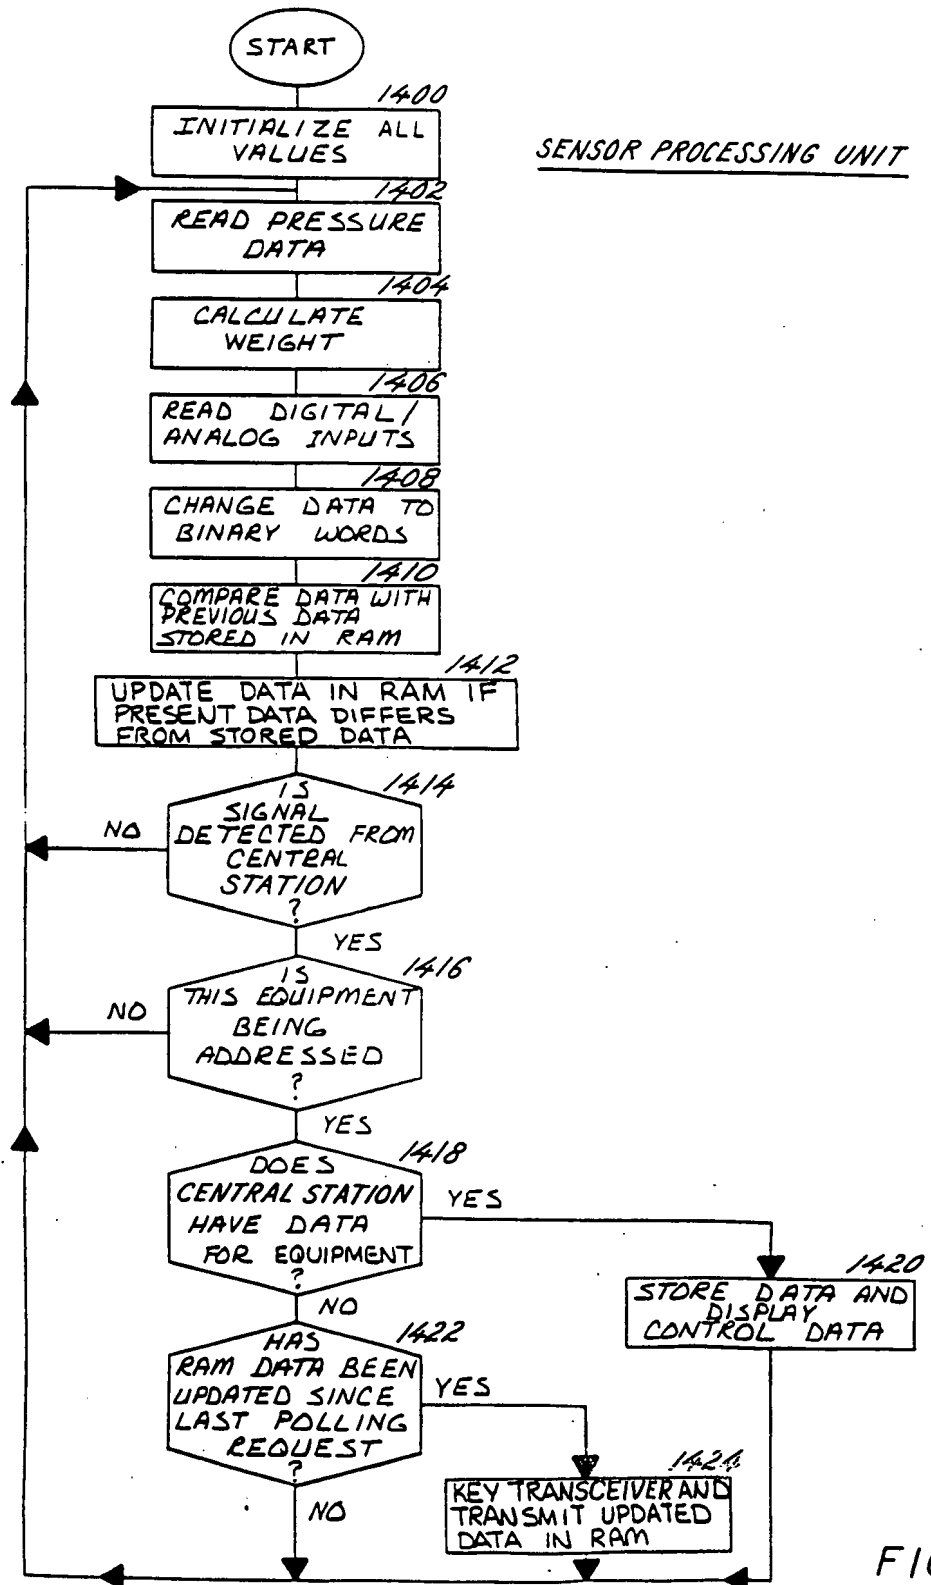 START
1400
INITIALIZE ALL
VALUES
SENSOR PROCESSING UNIT
1402
READ PRESSURE
DATA
1404
CALCULATE
WEIGHT
1406
READ DIGITAL/
ANALOG INPUTS
1408
CHANGE DATA TO
BINARY WORDS
1410
COMPARE DATA WITH
PREVIOUS DATA
STORED IN RAM
1412
UPDATE DATA IN RAM IF
PRESENT DATA DIFFERS
FROM STORED DATA
1414
IS
SIGNAL
DETECTED FROM
CENTRAL
STATION
?
NO
YES
1416
IS
THIS EQUIPMENT
BEING
ADDRESSED
?
NO
YES
1418
DOES
CENTRAL STATION
HAVE DATA
FOR EQUIPMENT
?
YES
NO
1420
STORE DATA AND
DISPLAY
CONTROL DATA
1422
HAS
RAM DATA BEEN
UPDATED SINCE
LAST POLLING
REQUEST
?
YES
NO
1424
KEY TRANSCEIVER AND
TRANSMIT UPDATED
DATA IN RAM